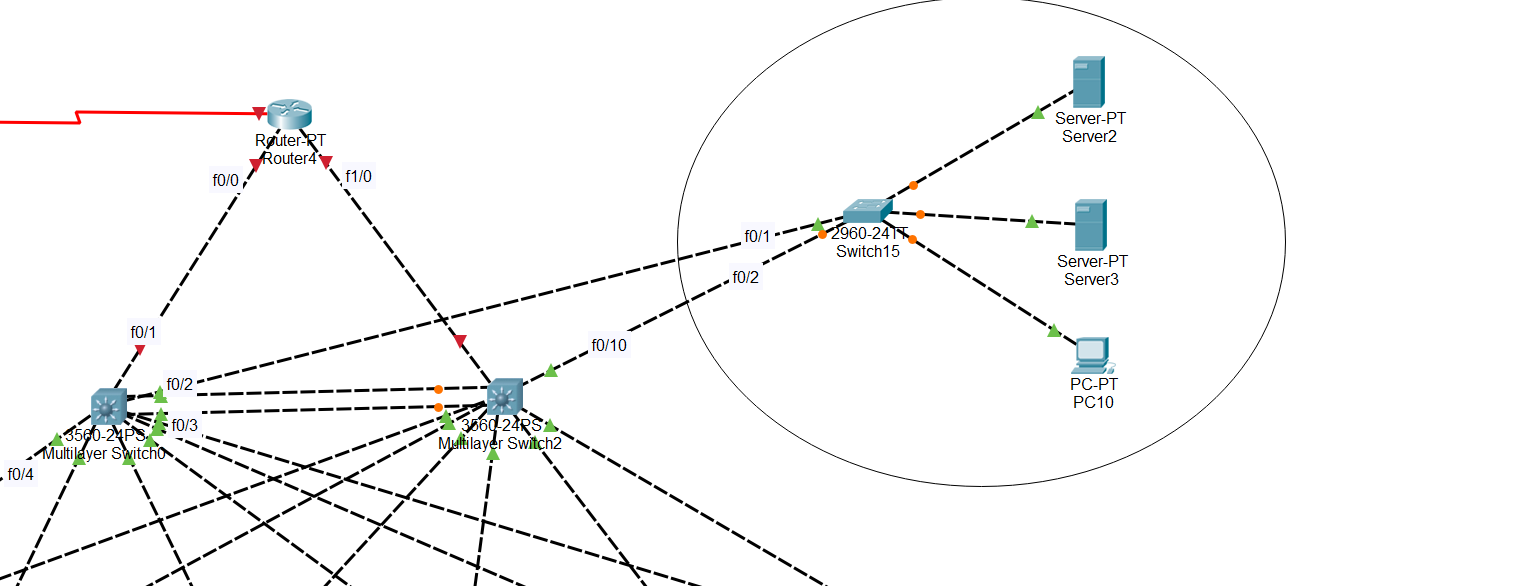 Server-PT
Server2
Router-PT
Router4
f0/0
f1/0
f0/1
2960-24TT
Switch15
Server-PT
Server3
f0/2
f0/1
f0/10
f0/2
PC-PT
PC10
f0/3
3560-24PS
Multilayer Switch0
3560-24PS
Multilayer Switch2
f0/4